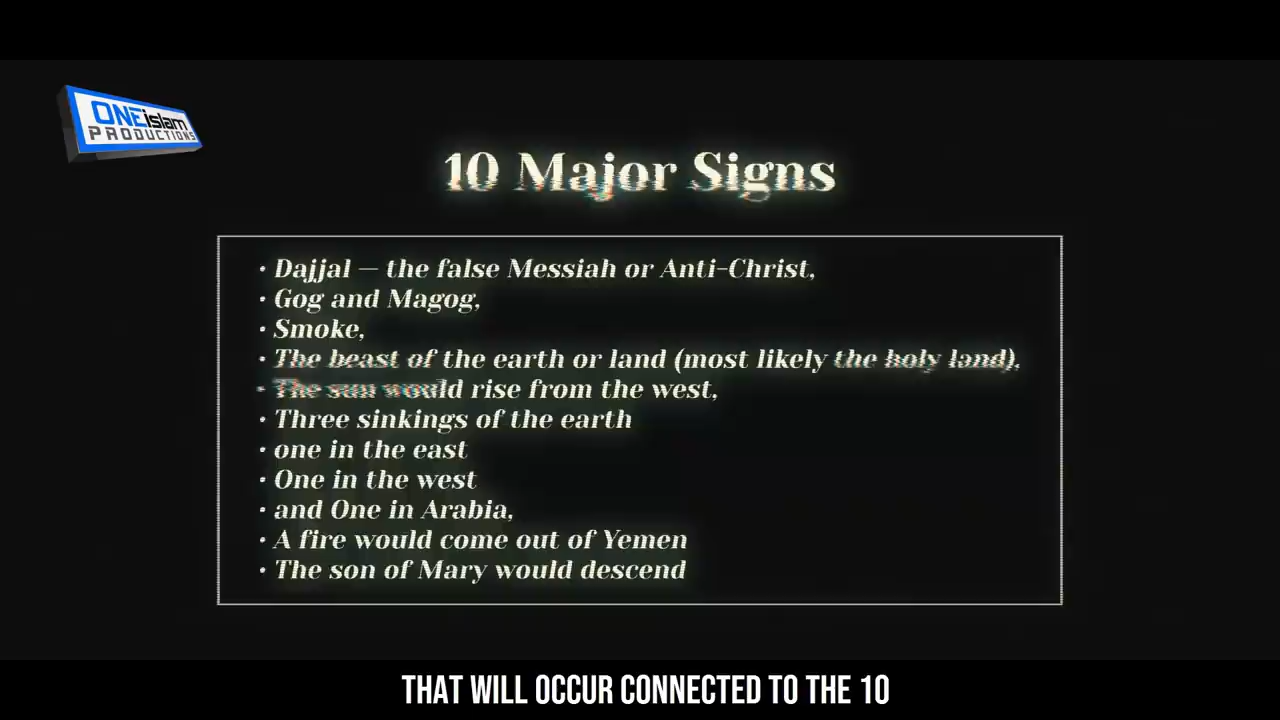 ONEislam
PRODUCTIONS
10 Major Signs
• Dajjal — the false Messiah or Anti-Christ,
• Gog and Magog,
• Smoke,
• The beast of the earth or land (most likely the holy land),
• The sun would rise from the west,
• Three sinkings of the earth
• one in the east
• One in the west
• and One in Arabia,
• A fire would come out of Yemen
• The son of Mary would descend
THAT WILL OCCUR CONNECTED TO THE 10